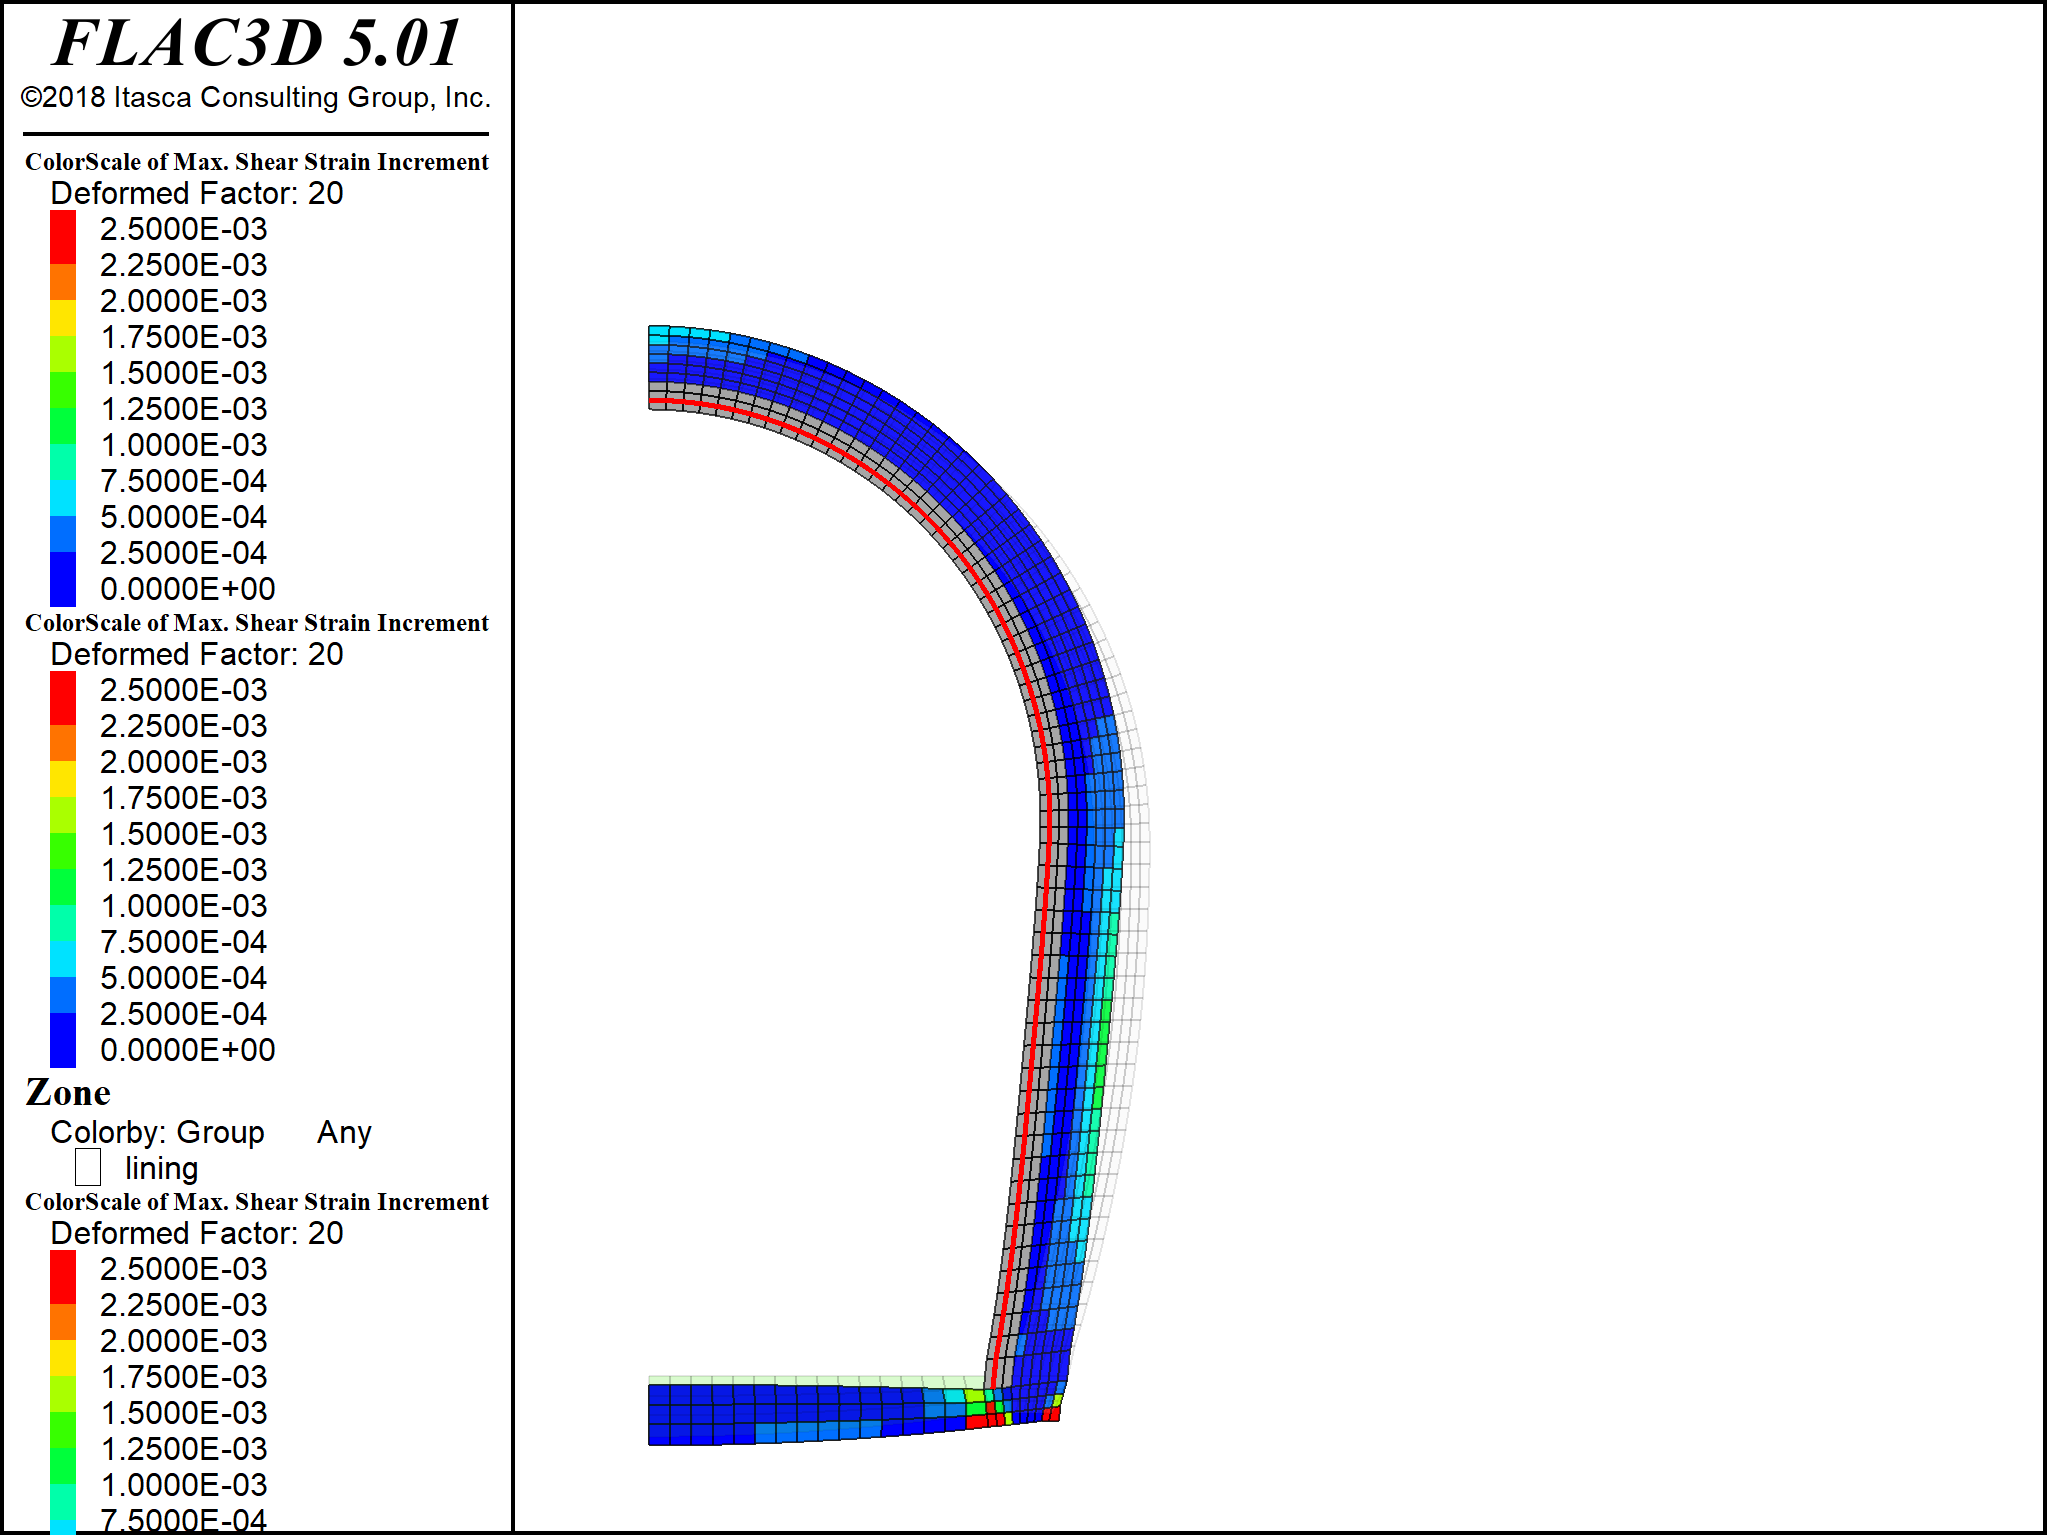 FLAC3D 5.01
©2018 Itasca Consulting Group, Inc.
ColorScale of Max. Shear Strain Increment
Deformed Factor: 20
2.5000E-03
2.2500E-03
2.0000E-03
1.7500E-03
1.5000E-03
1.2500E-03
1.0000E-03
7.5000E-04
5.0000E-04
2.5000E-04
0.0000E+00
ColorScale of Max. Shear Strain Increment
Deformed Factor: 20
2.5000E-03
2.2500E-03
2.0000E-03
1.7500E-03
1.5000E-03
1.2500E-03
1.0000E-03
7.5000E-04
5.0000E-04
2.5000E-04
0.0000E+00
Zone
Colorby: Group Any
lining
ColorScale of Max. Shear Strain Increment
Deformed Factor: 20
2.5000E-03
2.2500E-03
2.0000E-03
1.7500E-03
1.5000E-03
1.2500E-03
1.0000E-03
7.5000E-04